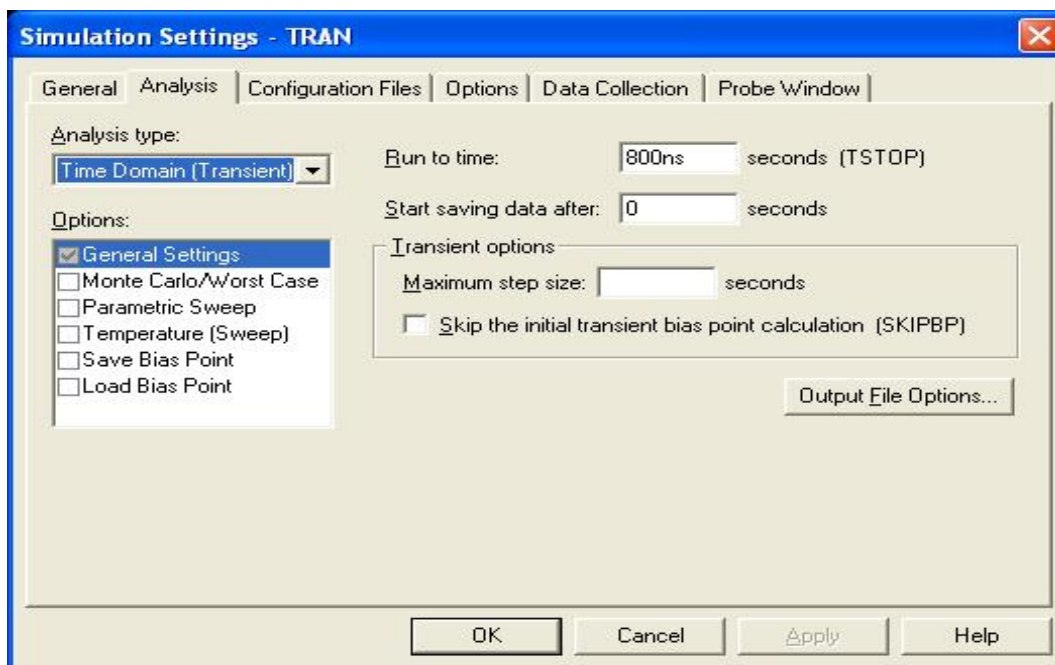 Simulation Settings - TRAN
General Analysis Configuration Files Options Data Collection Probe Window
Analysis type:
Time Domain (Transient)
Options:
General Settings
Monte Carlo/Worst Case
Parametric Sweep
Temperature (Sweep)
Save Bias Point
Load Bias Point
Run to time: 800ns seconds (TSTOP)
Start saving data after: 0 seconds
Transient options
Maximum step size: seconds
Skip the initial transient bias point calculation (SKIPBP)
Output File Options...
OK Cancel Apply Help